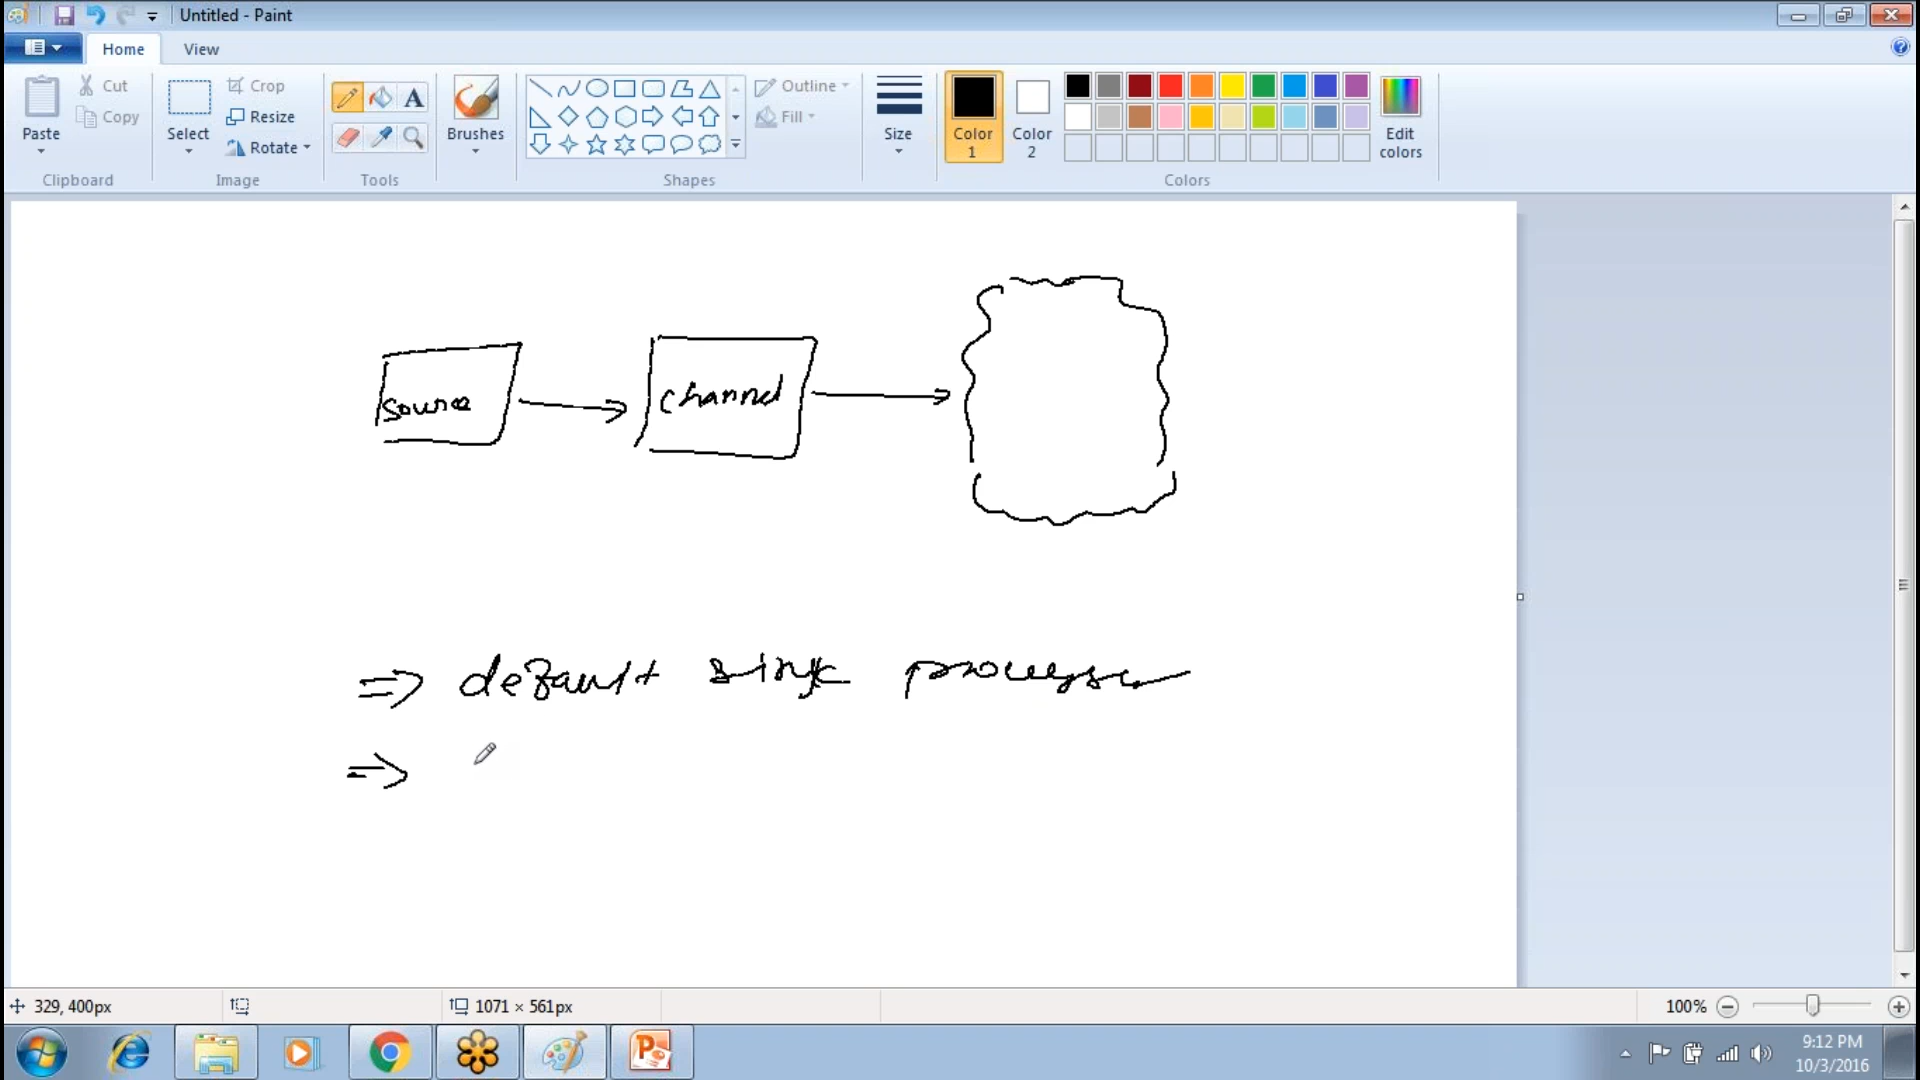 Untitled - Paint
Home View
Paste
Cut
Copy
Clipboard
Select
Crop
Resize
Rotate
Image
A
Tools
Brushes
Shapes
Outline
Fill
Size
Color 1
Color 2
Edit colors
Colors
source
channel
=> default sink processor
=>
329, 400px
1071 × 561px
100%
9:12 PM
10/3/2016